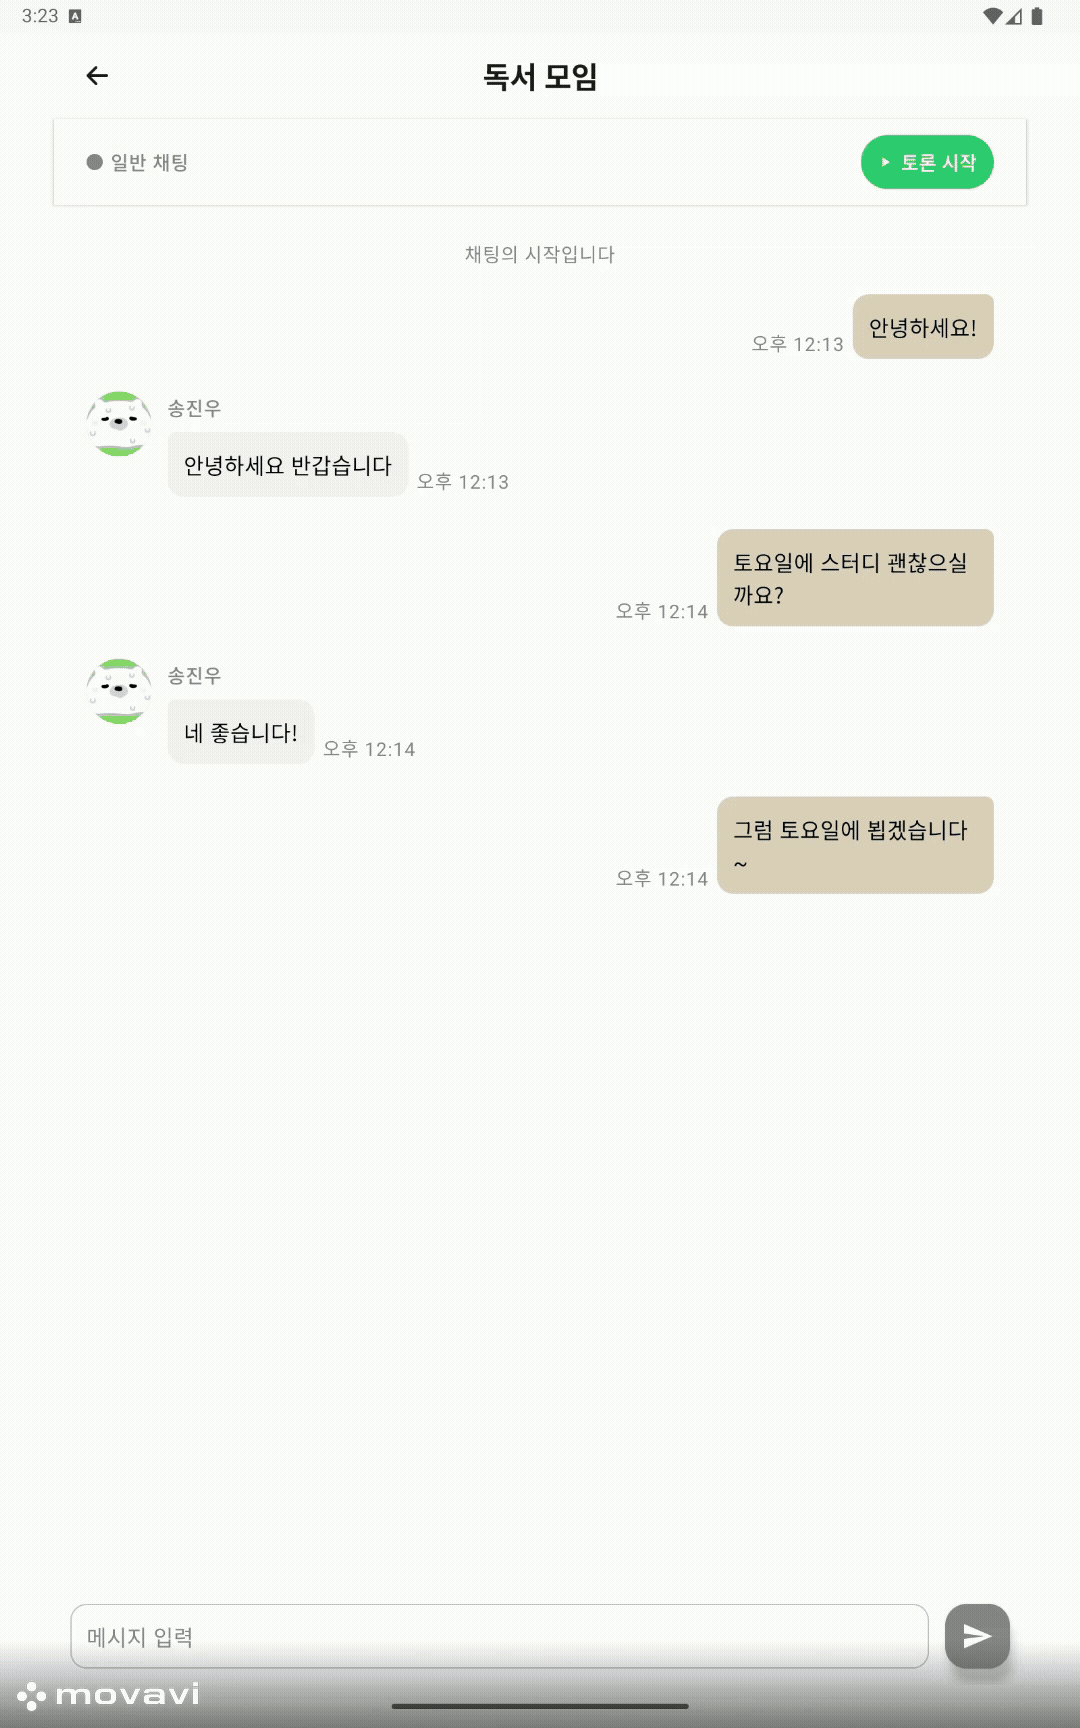 3:23
독서 모임
일반 채팅
토론 시작
채팅의 시작입니다
안녕하세요!
오후 12:13
송진우
안녕하세요 반갑습니다
오후 12:13
토요일에 스터디 괜찮으실
까요?
오후 12:14
송진우
네 좋습니다!
오후 12:14
그럼 토요일에 뵙겠습니다
~
오후 12:14
메시지 입력
movavi